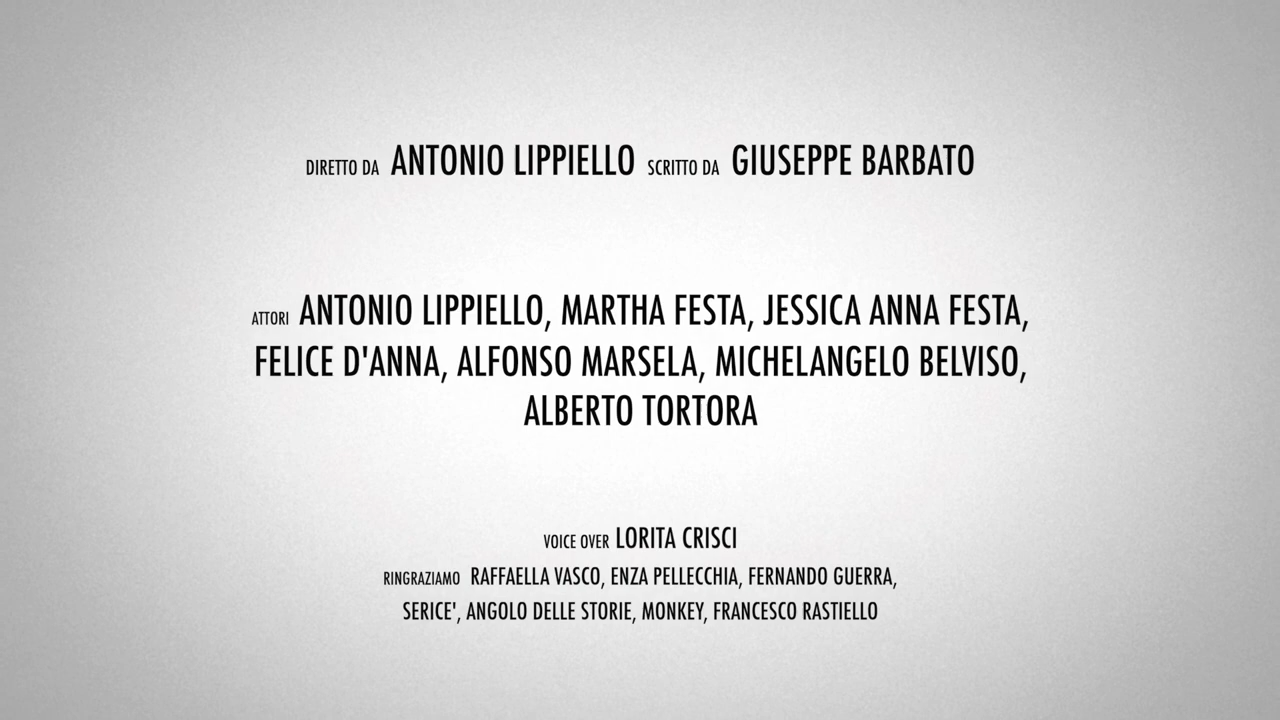 DIRETTO DA ANTONIO LIPPIELLO SCRITTO DA GIUSEPPE BARBATO
ATTORI ANTONIO LIPPIELLO, MARTHA FESTA, JESSICA ANNA FESTA,
FELICE D'ANNA, ALFONSO MARSELA, MICHELANGELO BELVISO,
ALBERTO TORTORA
VOICE OVER LORITA CRISCI
RINGRAZIAMO RAFFAELLA VASCO, ENZA PELLECCHIA, FERNANDO GUERRA,
SERICE', ANGOLO DELLE STORIE, MONKEY, FRANCESCO RASTIELLO